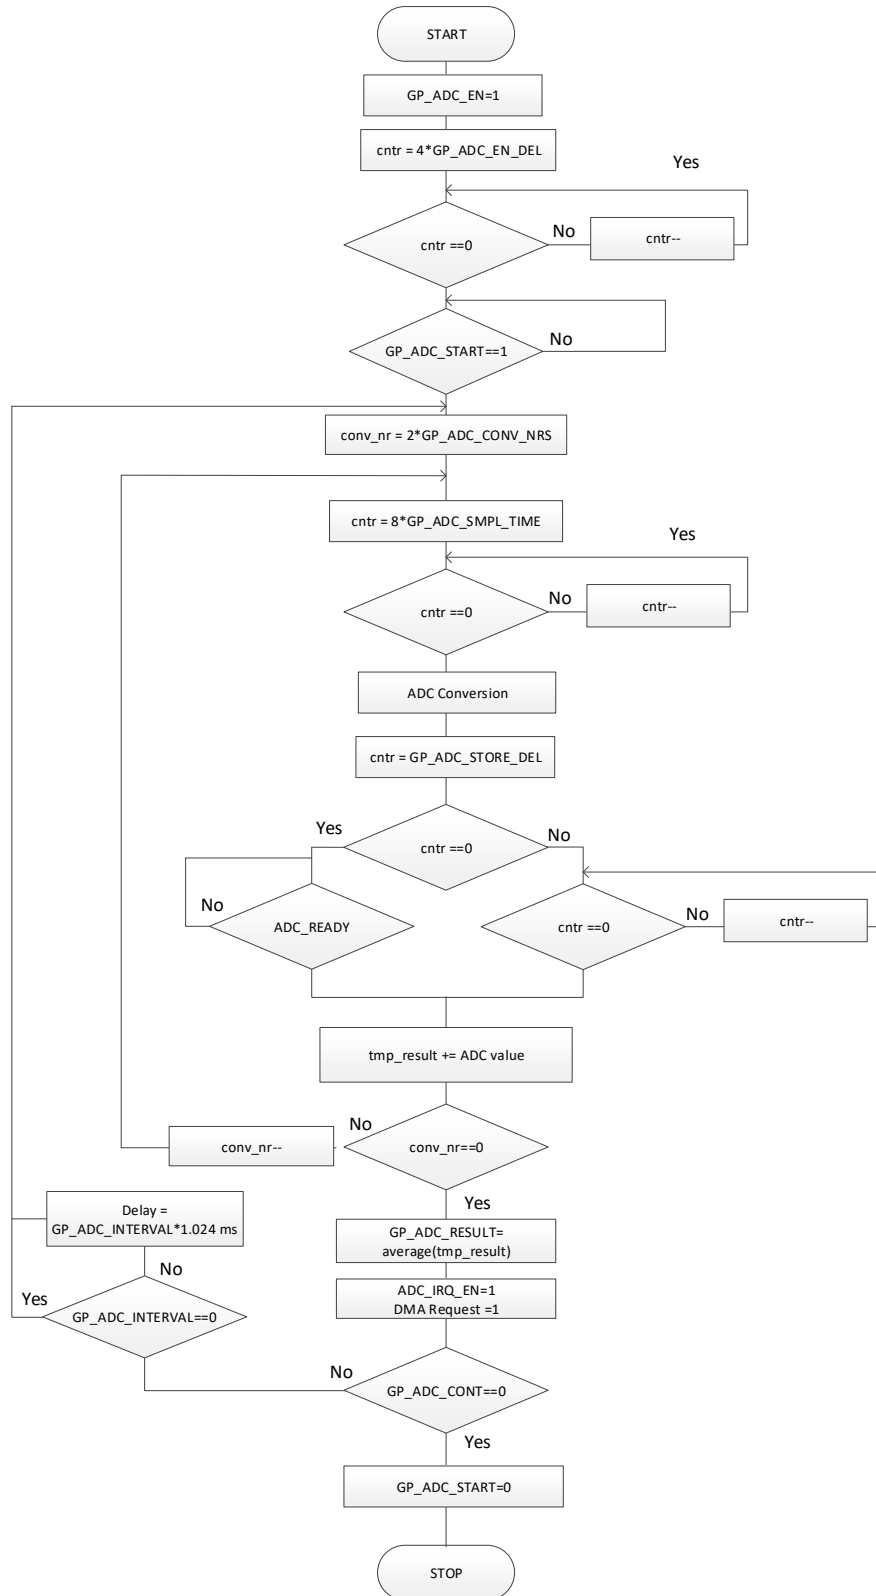 START
GP_ADC_EN=1
cntr = 4*GP_ADC_EN_DEL
Yes
cntr ==0
No
cntr--
GP_ADC_START==1
No
conv_nr = 2*GP_ADC_CONV_NRS
cntr = 8*GP_ADC_SMPL_TIME
Yes
cntr ==0
No
cntr--
ADC Conversion
cntr = GP_ADC_STORE_DEL
Yes
cntr ==0
No
No
ADC_READY
cntr ==0
No
cntr--
tmp_result += ADC value
conv_nr--
No
conv_nr==0
Yes
Delay =
GP_ADC_INTERVAL*1.024 ms
GP_ADC_RESULT=
average(tmp_result)
No
Yes
GP_ADC_INTERVAL==0
ADC_IRQ_EN=1
DMA Request =1
No
GP_ADC_CONT==0
Yes
GP_ADC_START=0
STOP